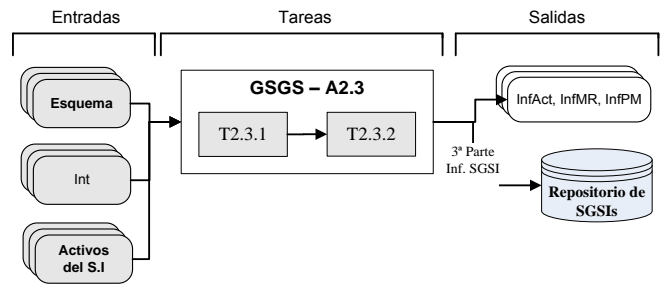 Entradas
Tareas
Salidas
Esquema
Int
Activos
del S.I
GSGS – A2.3
T2.3.1
T2.3.2
InfAct, InfMR, InfPM
3ª Parte
Inf. SGSI
Repositorio de
SGSIs